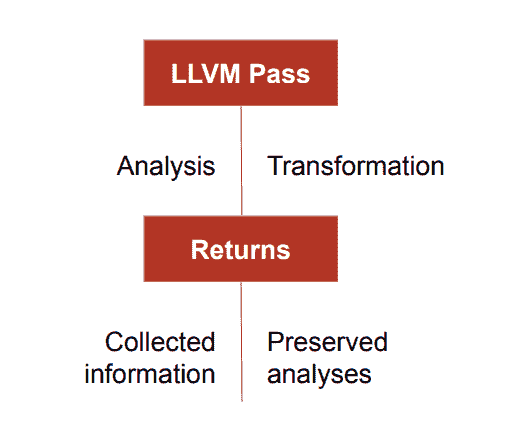 LLVM Pass
Analysis
Transformation
Returns
Collected
information
Preserved
analyses